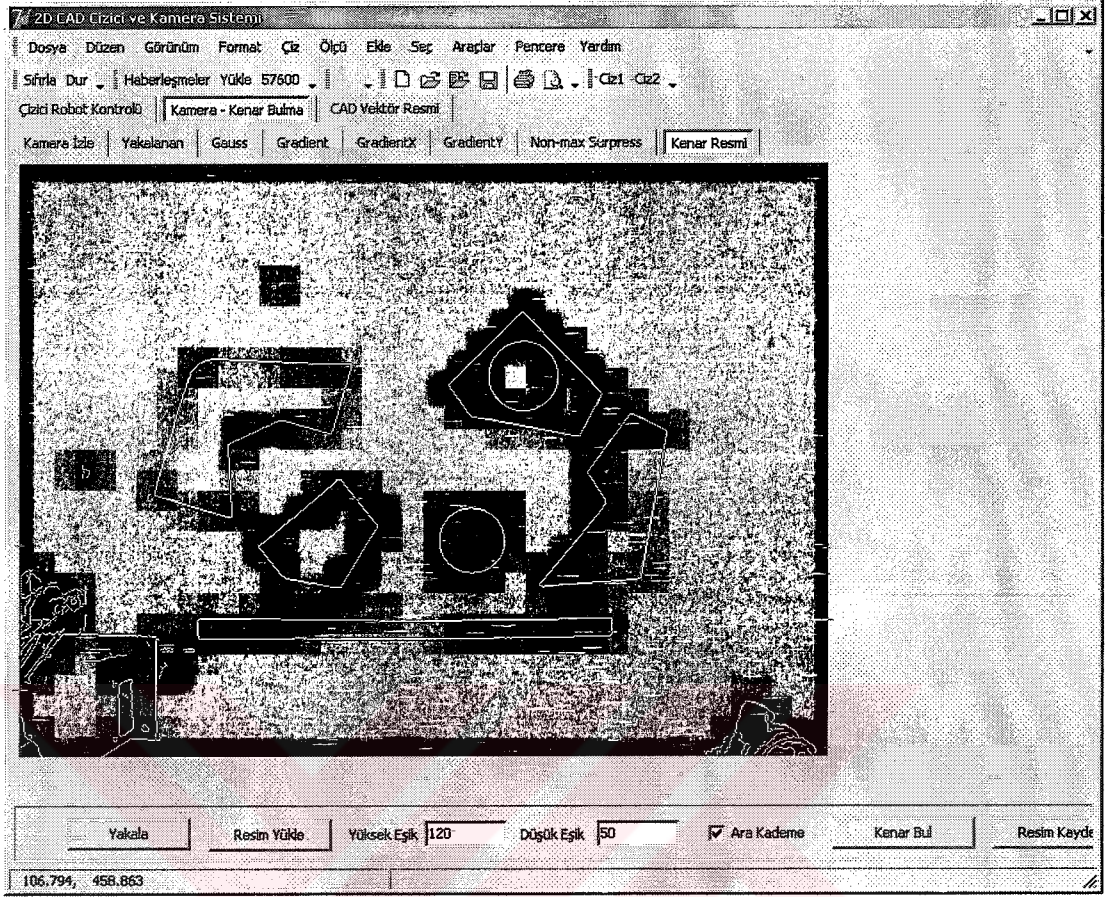 2D CAD Cizici ve Kamera Sistemi
Dosya Düzen Görünüm Format Çiz Ölçü Ekle Seç Araçlar Pencere Yardım
Sıfırla Dur Haberleşmeler Yükle 57600 Ciz1 Ciz2
Çizici Robot Kontrolü Kamera - Kenar Bulma CAD Vektör Resmi
Kamera İzle Yakalanan Gauss Gradient GradientX GradientY Non-max Surpress Kenar Resmi
Yakala Resim Yükle Yüksek Eşik 120 Düşük Eşik 50 Ara Kademe Kenar Bul Resim Kayde
106.794, 458.863